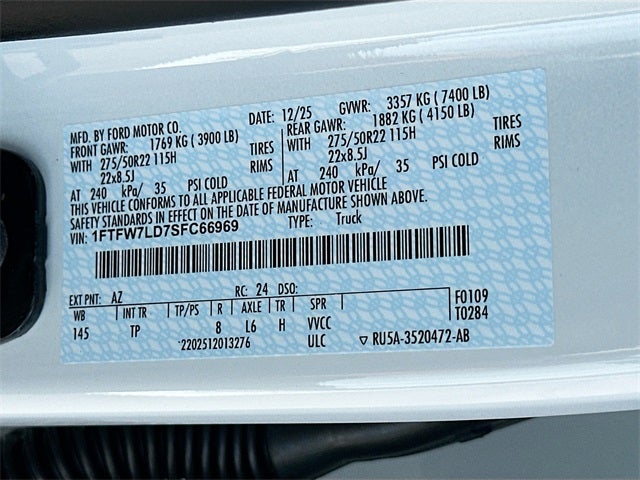 MFD. BY FORD MOTOR CO. DATE: 12/25 GVWR: 3357 KG ( 7400 LB)
FRONT GAWR: 1769 KG ( 3900 LB) REAR GAWR: 1882 KG ( 4150 LB)
WITH 275/50R22 115H TIRES WITH 275/50R22 115H TIRES
22x8.5J RIMS 22x8.5J RIMS
AT 240 kPa/ 35 PSI COLD AT 240 kPa/ 35 PSI COLD
THIS VEHICLE CONFORMS TO ALL APPLICABLE FEDERAL MOTOR VEHICLE
SAFETY STANDARDS IN EFFECT ON THE DATE OF MANUFACTURE SHOWN ABOVE.
VIN: 1FTFW7LD7SFC66969 TYPE: Truck
EXT PNT: AZ RC: 24 DSO:
WB INT TR TP/PS R AXLE TR SPR F0109
145 TP 8 L6 H VVCC T0284
2202512013276 ULC RU5A-3520472-AB